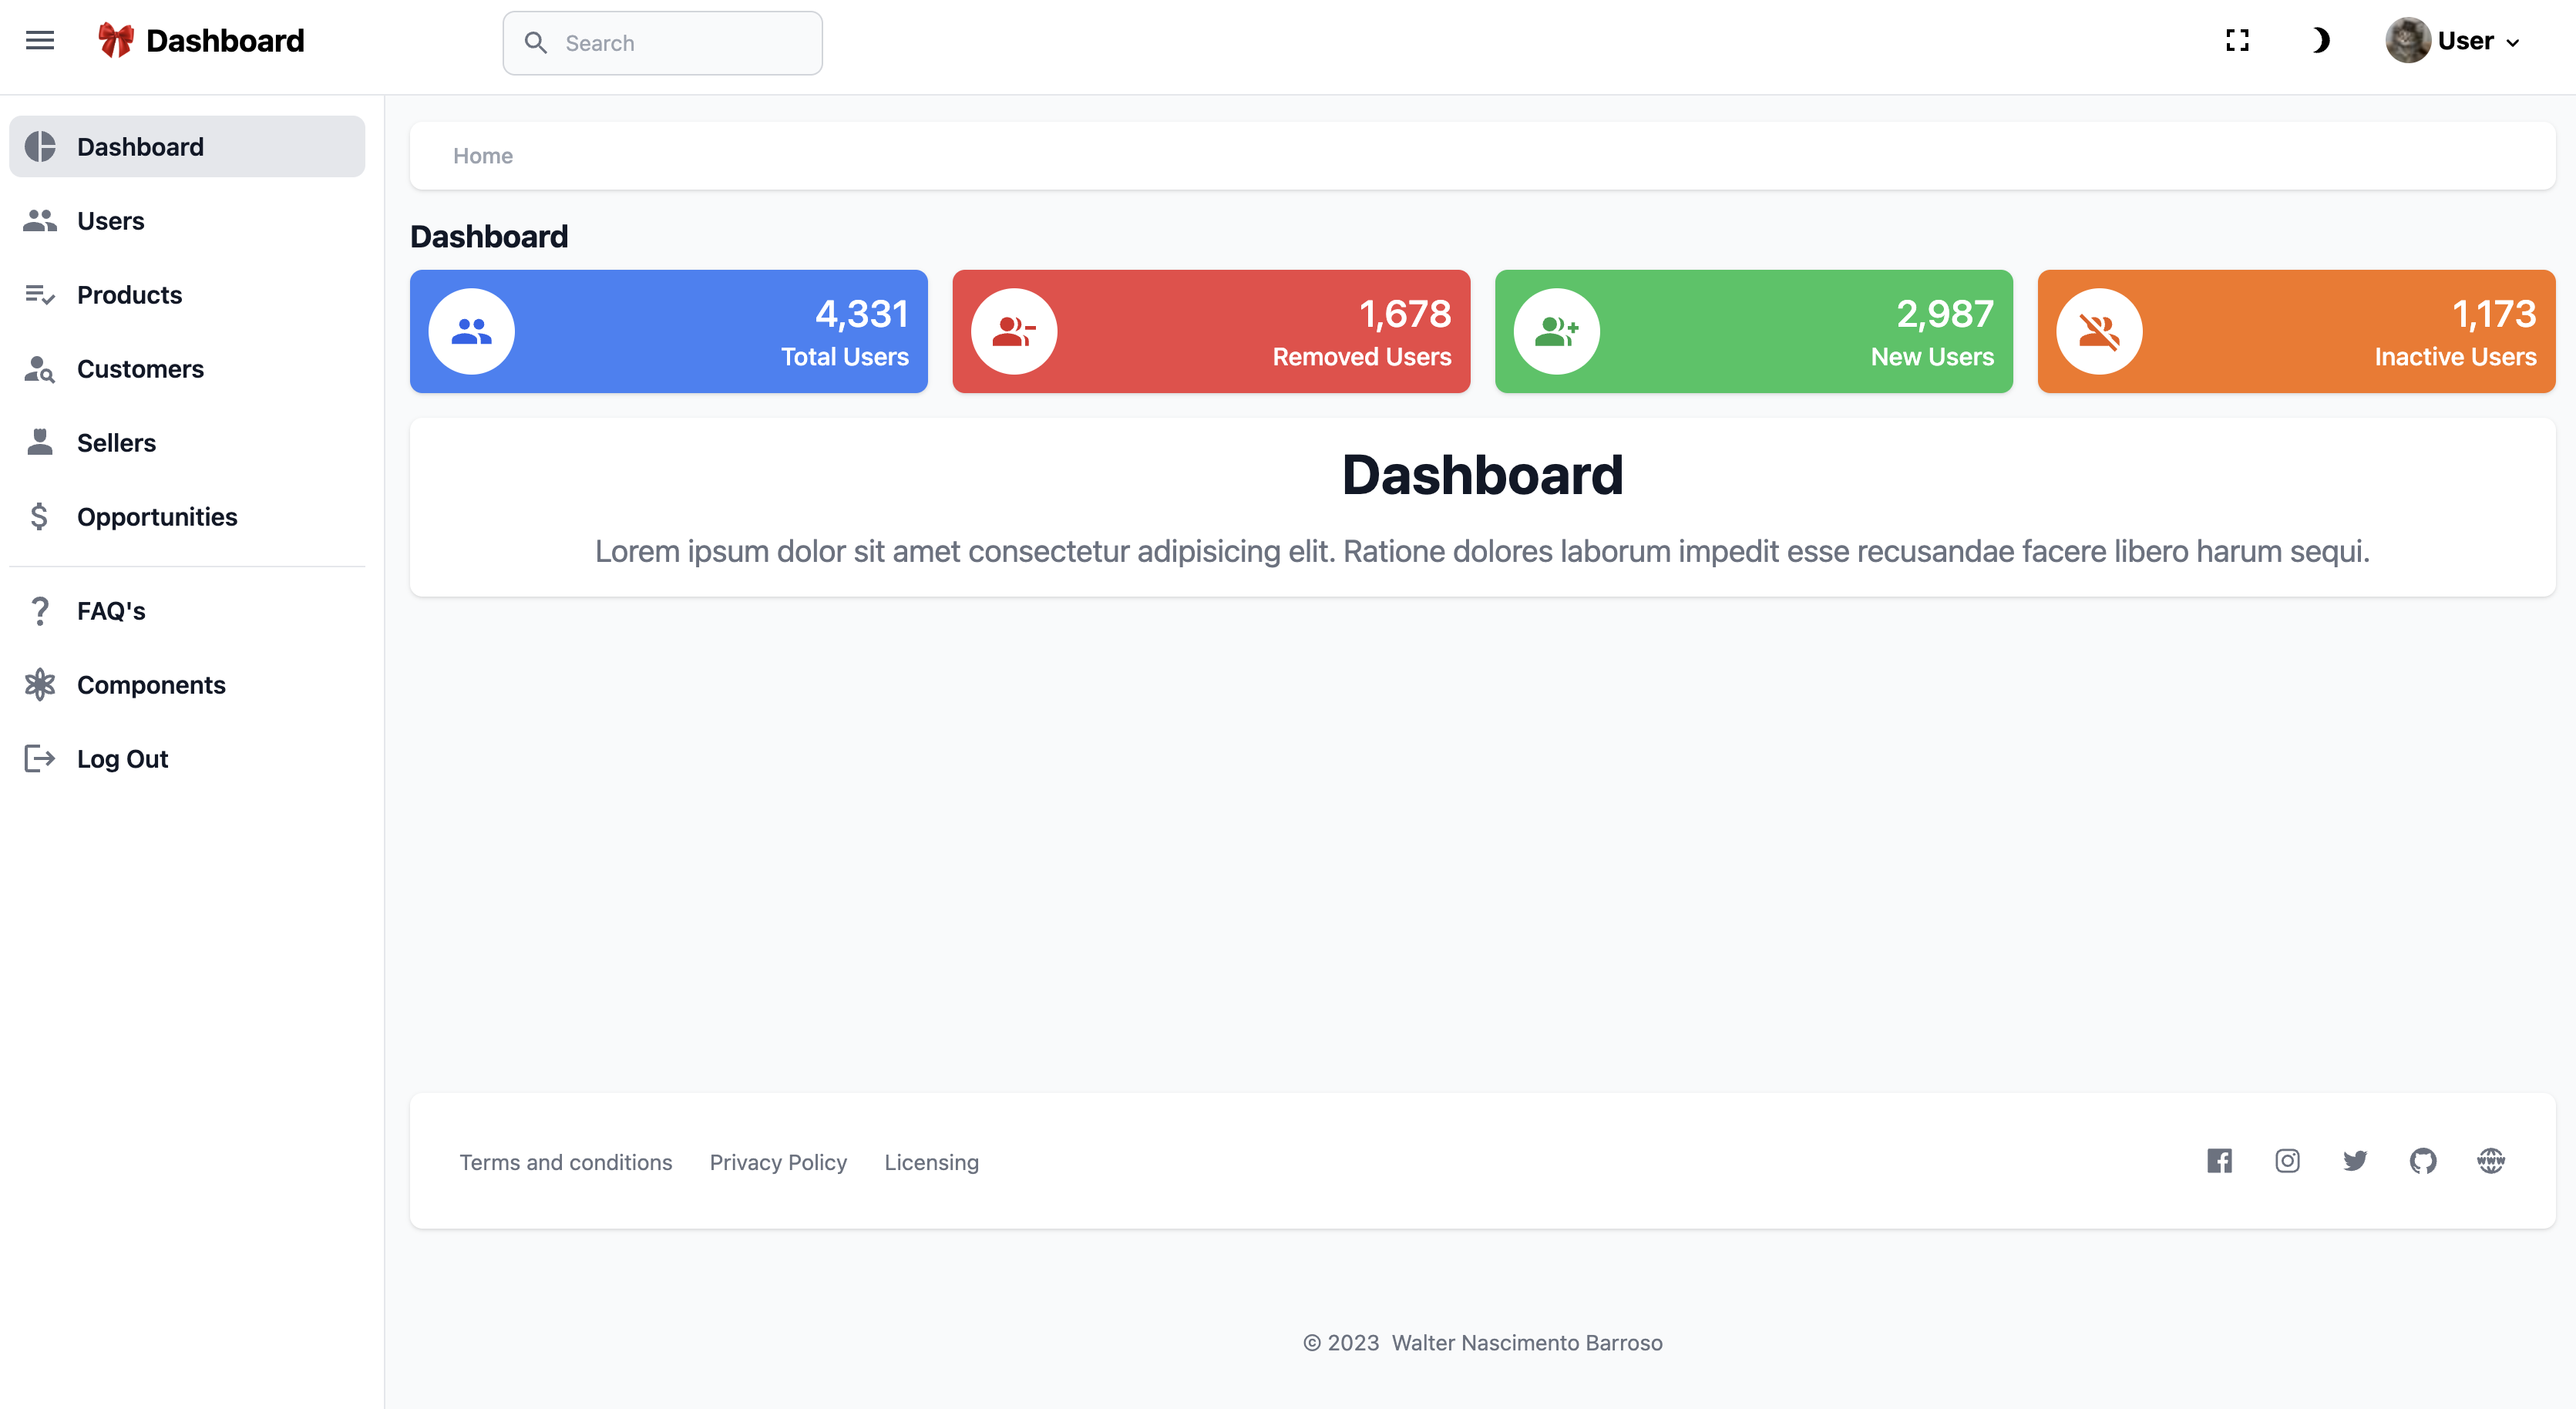 Dashboard
Search
User
Dashboard
Users
Products
Customers
Sellers
Opportunities
FAQ's
Components
Log Out
Home
Dashboard
4,331
Total Users
1,678
Removed Users
2,987
New Users
1,173
Inactive Users
Dashboard
Lorem ipsum dolor sit amet consectetur adipisicing elit. Ratione dolores laborum impedit esse recusandae facere libero harum sequi.
Terms and conditions Privacy Policy Licensing
© 2023 Walter Nascimento Barroso